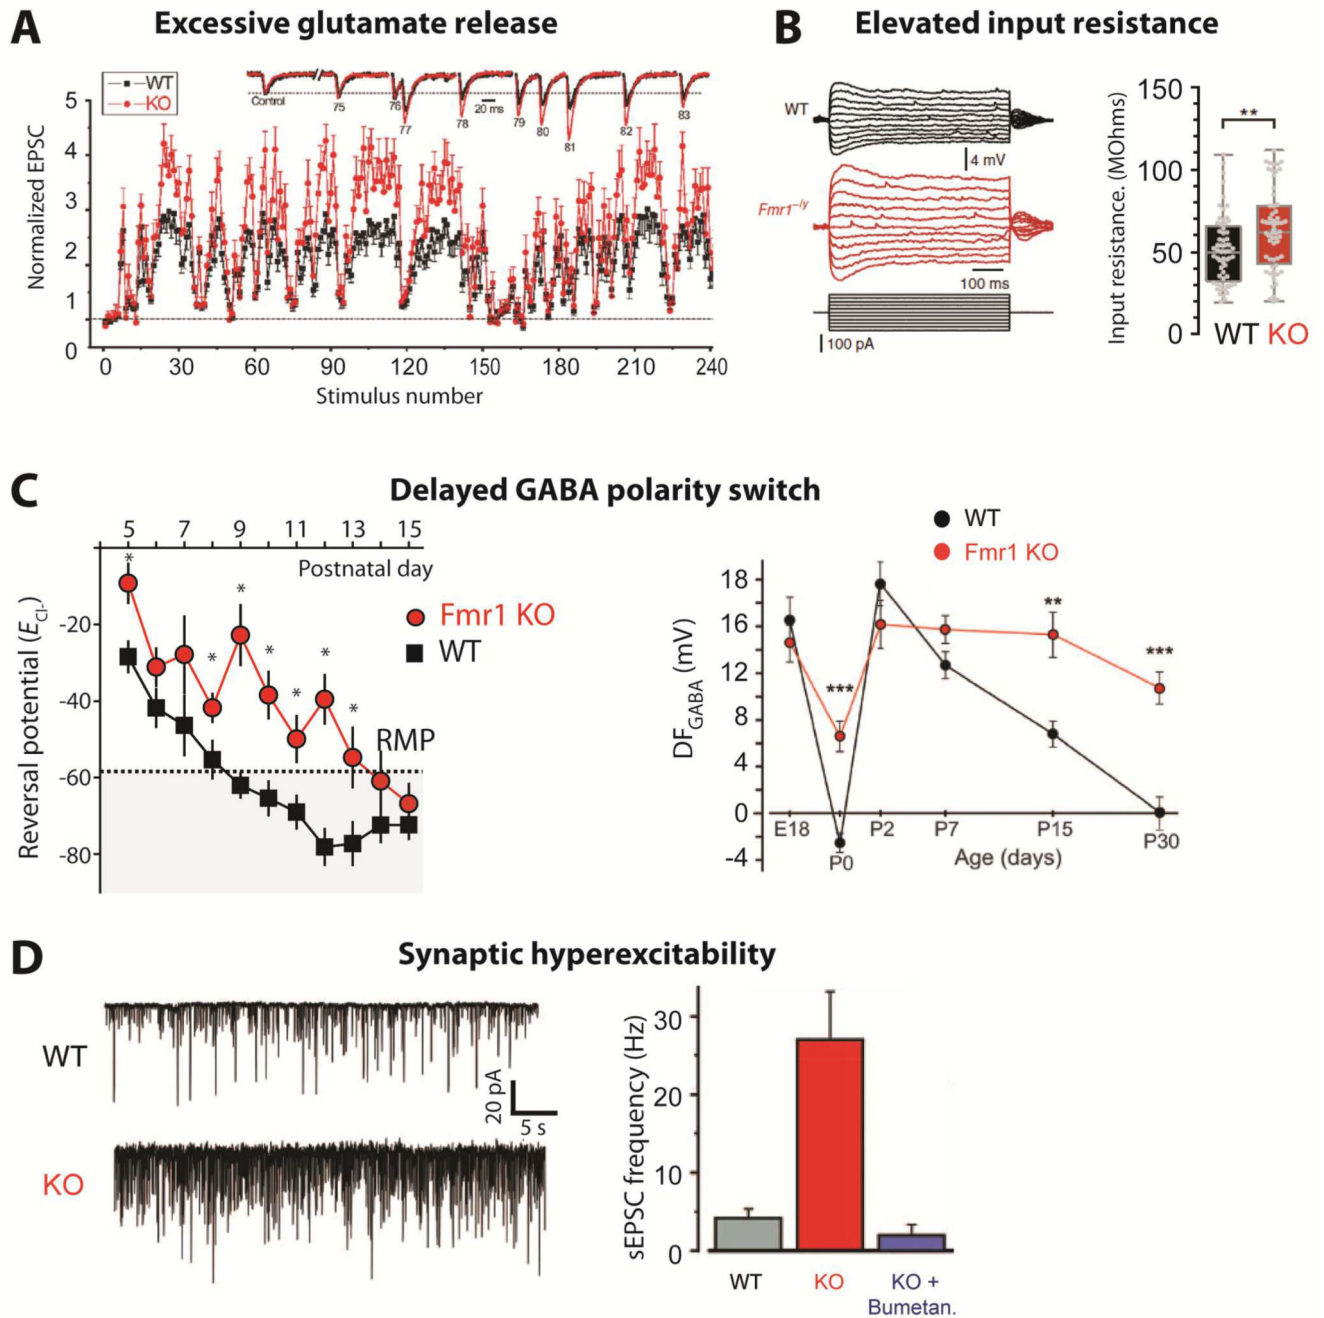 A Excessive glutamate release
WT
KO
Control 75 76 77 78 20 ms 79 80 81 82 83
Normalized EPSC
5
4
3
2
1
0
0 30 60 90 120 150 180 210 240
Stimulus number
B Elevated input resistance
WT
4 mV
Fmr1⁻/y
100 ms
100 pA
Input resistance. (MOhms)
150
100
50
0
**
WT KO
C Delayed GABA polarity switch
5 7 9 11 13 15
Postnatal day
Reversal potential (ECl-)
-20
-40
-60
-80
* * * * * * *
Fmr1 KO
WT
RMP
WT
Fmr1 KO
DFGABA (mV)
18
16
12
8
4
0
-4
*** ** ***
E18 P0 P2 P7 P15 P30
Age (days)
D Synaptic hyperexcitability
WT
20 pA
5 s
KO
sEPSC frequency (Hz)
30
20
10
0
WT KO KO +
Bumetan.